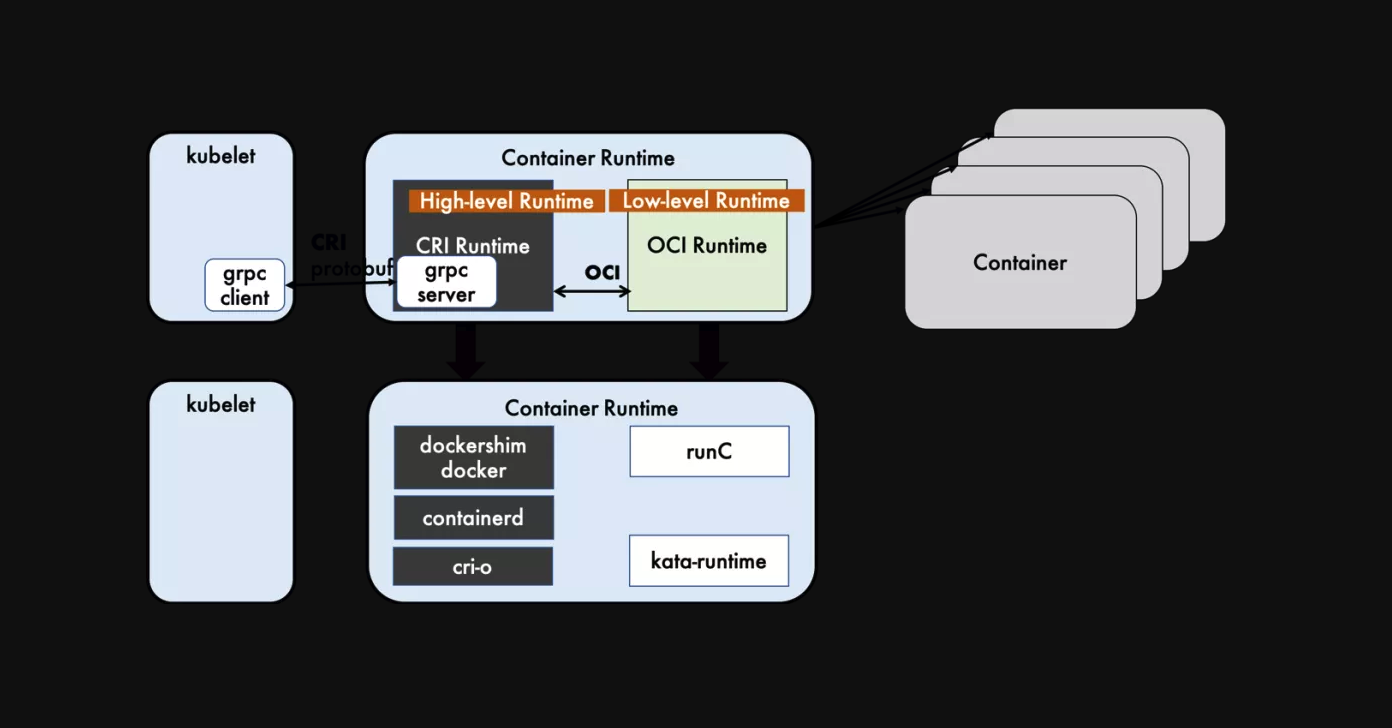 kubelet
Container Runtime
High-level Runtime
Low-level Runtime
CRI Runtime
OCI Runtime
CRI
protobuf
grpc
client
grpc
server
OCI
Container
kubelet
Container Runtime
dockershim
docker
runC
containerd
cri-o
kata-runtime